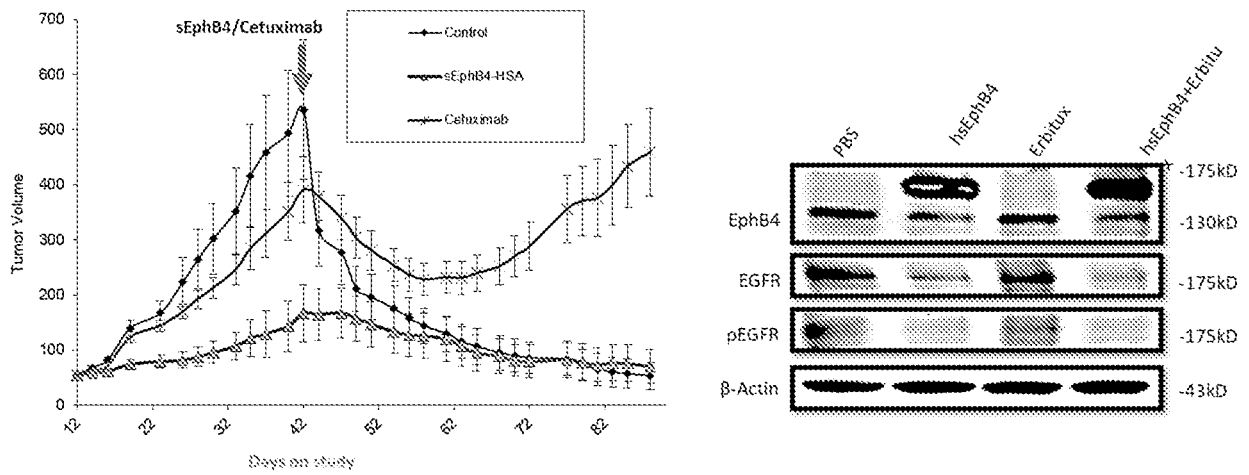 sEphB4/Cetuximab
Control
sEphB4-HSA
Cetuximab
700
600
500
400
300
200
100
0
Tumor Volume
12
22
32
42
52
62
72
82
Days on study
PBS
hsEphB4
Erbitux
hsEphB4+Erbitux
EphB4
EGFR
pEGFR
β-Actin
-175kD
-130kD
-175kD
-175kD
-43kD